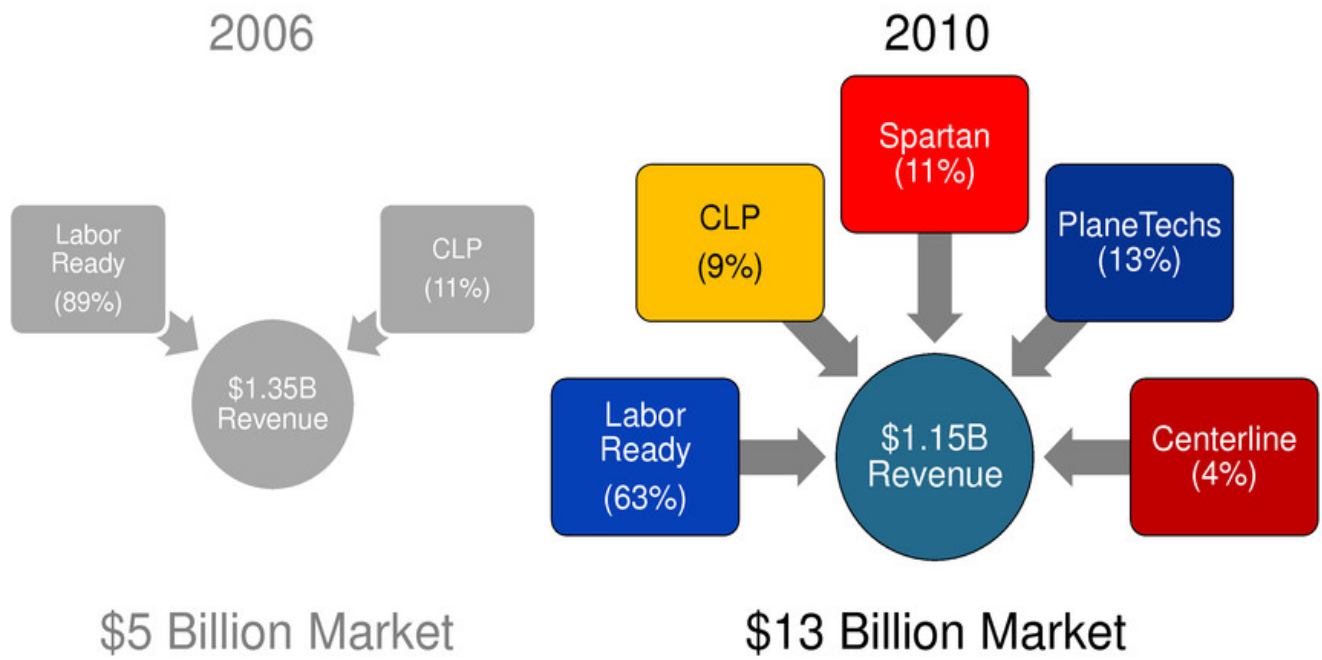 2006
Labor
Ready
(89%)
CLP
(11%)
$1.35B
Revenue
$5 Billion Market
2010
Labor
Ready
(63%)
CLP
(9%)
Spartan
(11%)
PlaneTechs
(13%)
Centerline
(4%)
$1.15B
Revenue
$13 Billion Market